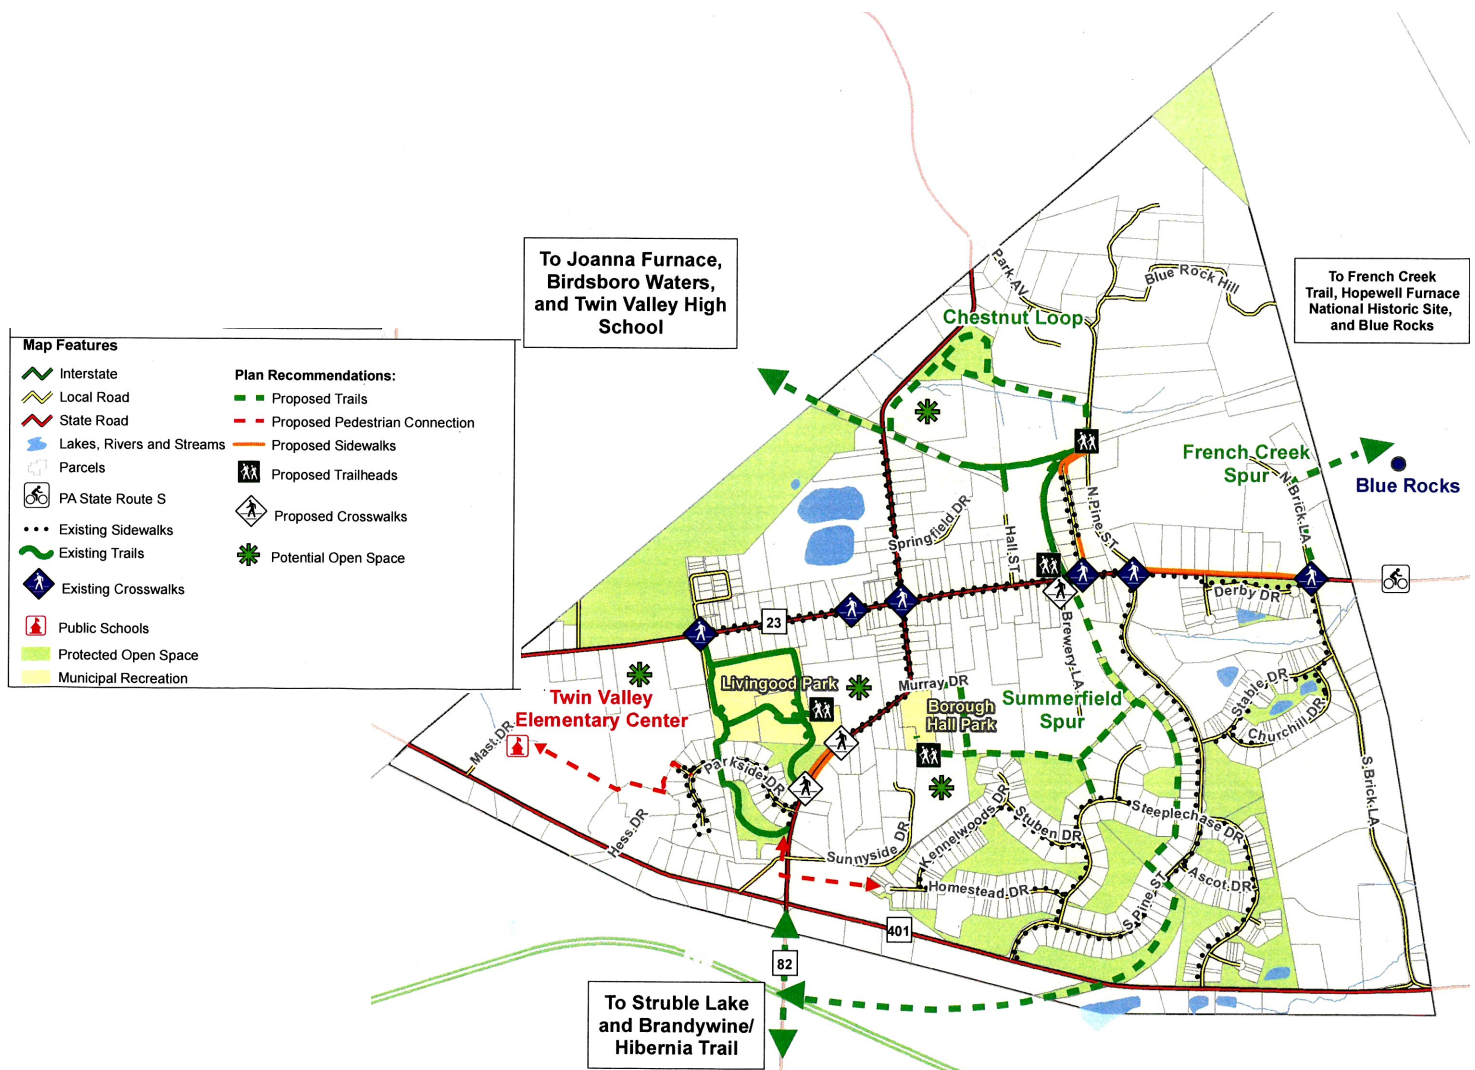 To Joanna Furnace,
Birdsboro Waters,
and Twin Valley High
School
To French Creek
Trail, Hopewell Furnace
National Historic Site,
and Blue Rocks
Park AV
Blue Rock Hill
Chestnut Loop
Map Features
Interstate
Local Road
State Road
Lakes, Rivers and Streams
Parcels
PA State Route S
Existing Sidewalks
Existing Trails
Existing Crosswalks
Public Schools
Protected Open Space
Municipal Recreation
Plan Recommendations:
Proposed Trails
Proposed Pedestrian Connection
Proposed Sidewalks
Proposed Trailheads
Proposed Crosswalks
Potential Open Space
French Creek
Spur
Blue Rocks
N.Brick.LA
N.Pine.ST
Springfield DR
Hall.ST
Derby DR
23
Brewery.LA
Murray DR
Livingood Park
Borough
Hall Park
Summerfield
Spur
Twin Valley
Elementary Center
Stable.DR
Churchill.DR
S.Brick.LA
Mast.DR
Parkside.DR
Hess.DR
Sunnyside DR
Kennelwoods DR
Stuben DR
Steeplechase DR
Ascot.DR
Homestead.DR
S.Pine.ST
401
82
To Struble Lake
and Brandywine/
Hibernia Trail